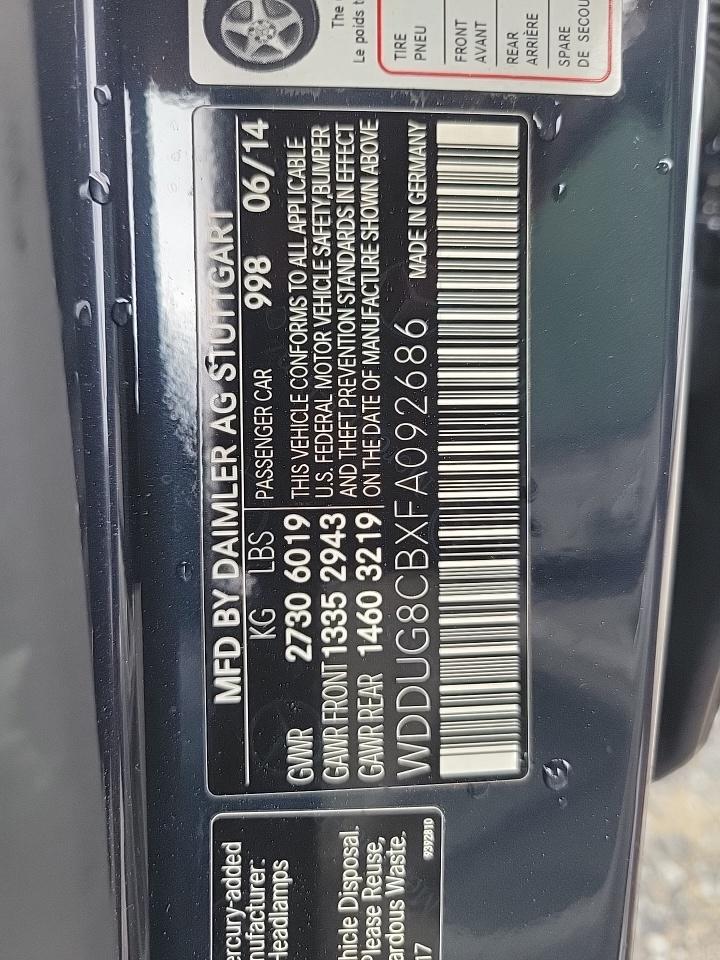 MFD BY DAIMLER AG STUTTGART
KG LBS
GVWR 2730 6019
GAWR FRONT 1335 2943
GAWR REAR 1460 3219
PASSENGER CAR 998 06/14
THIS VEHICLE CONFORMS TO ALL APPLICABLE
U.S. FEDERAL MOTOR VEHICLE SAFETY,BUMPER
AND THEFT PREVENTION STANDARDS IN EFFECT
ON THE DATE OF MANUFACTURE SHOWN ABOVE
WDDUG8CBXFA092686 MADE IN GERMANY
The
Le poids
TIRE
PNEU
FRONT
AVANT
REAR
ARRIÈRE
SPARE
DE SECOU
ercury-added
nufacturer:
Headlamps
hicle Disposal.
Please Reuse,
ardous Waste.
17
9392810